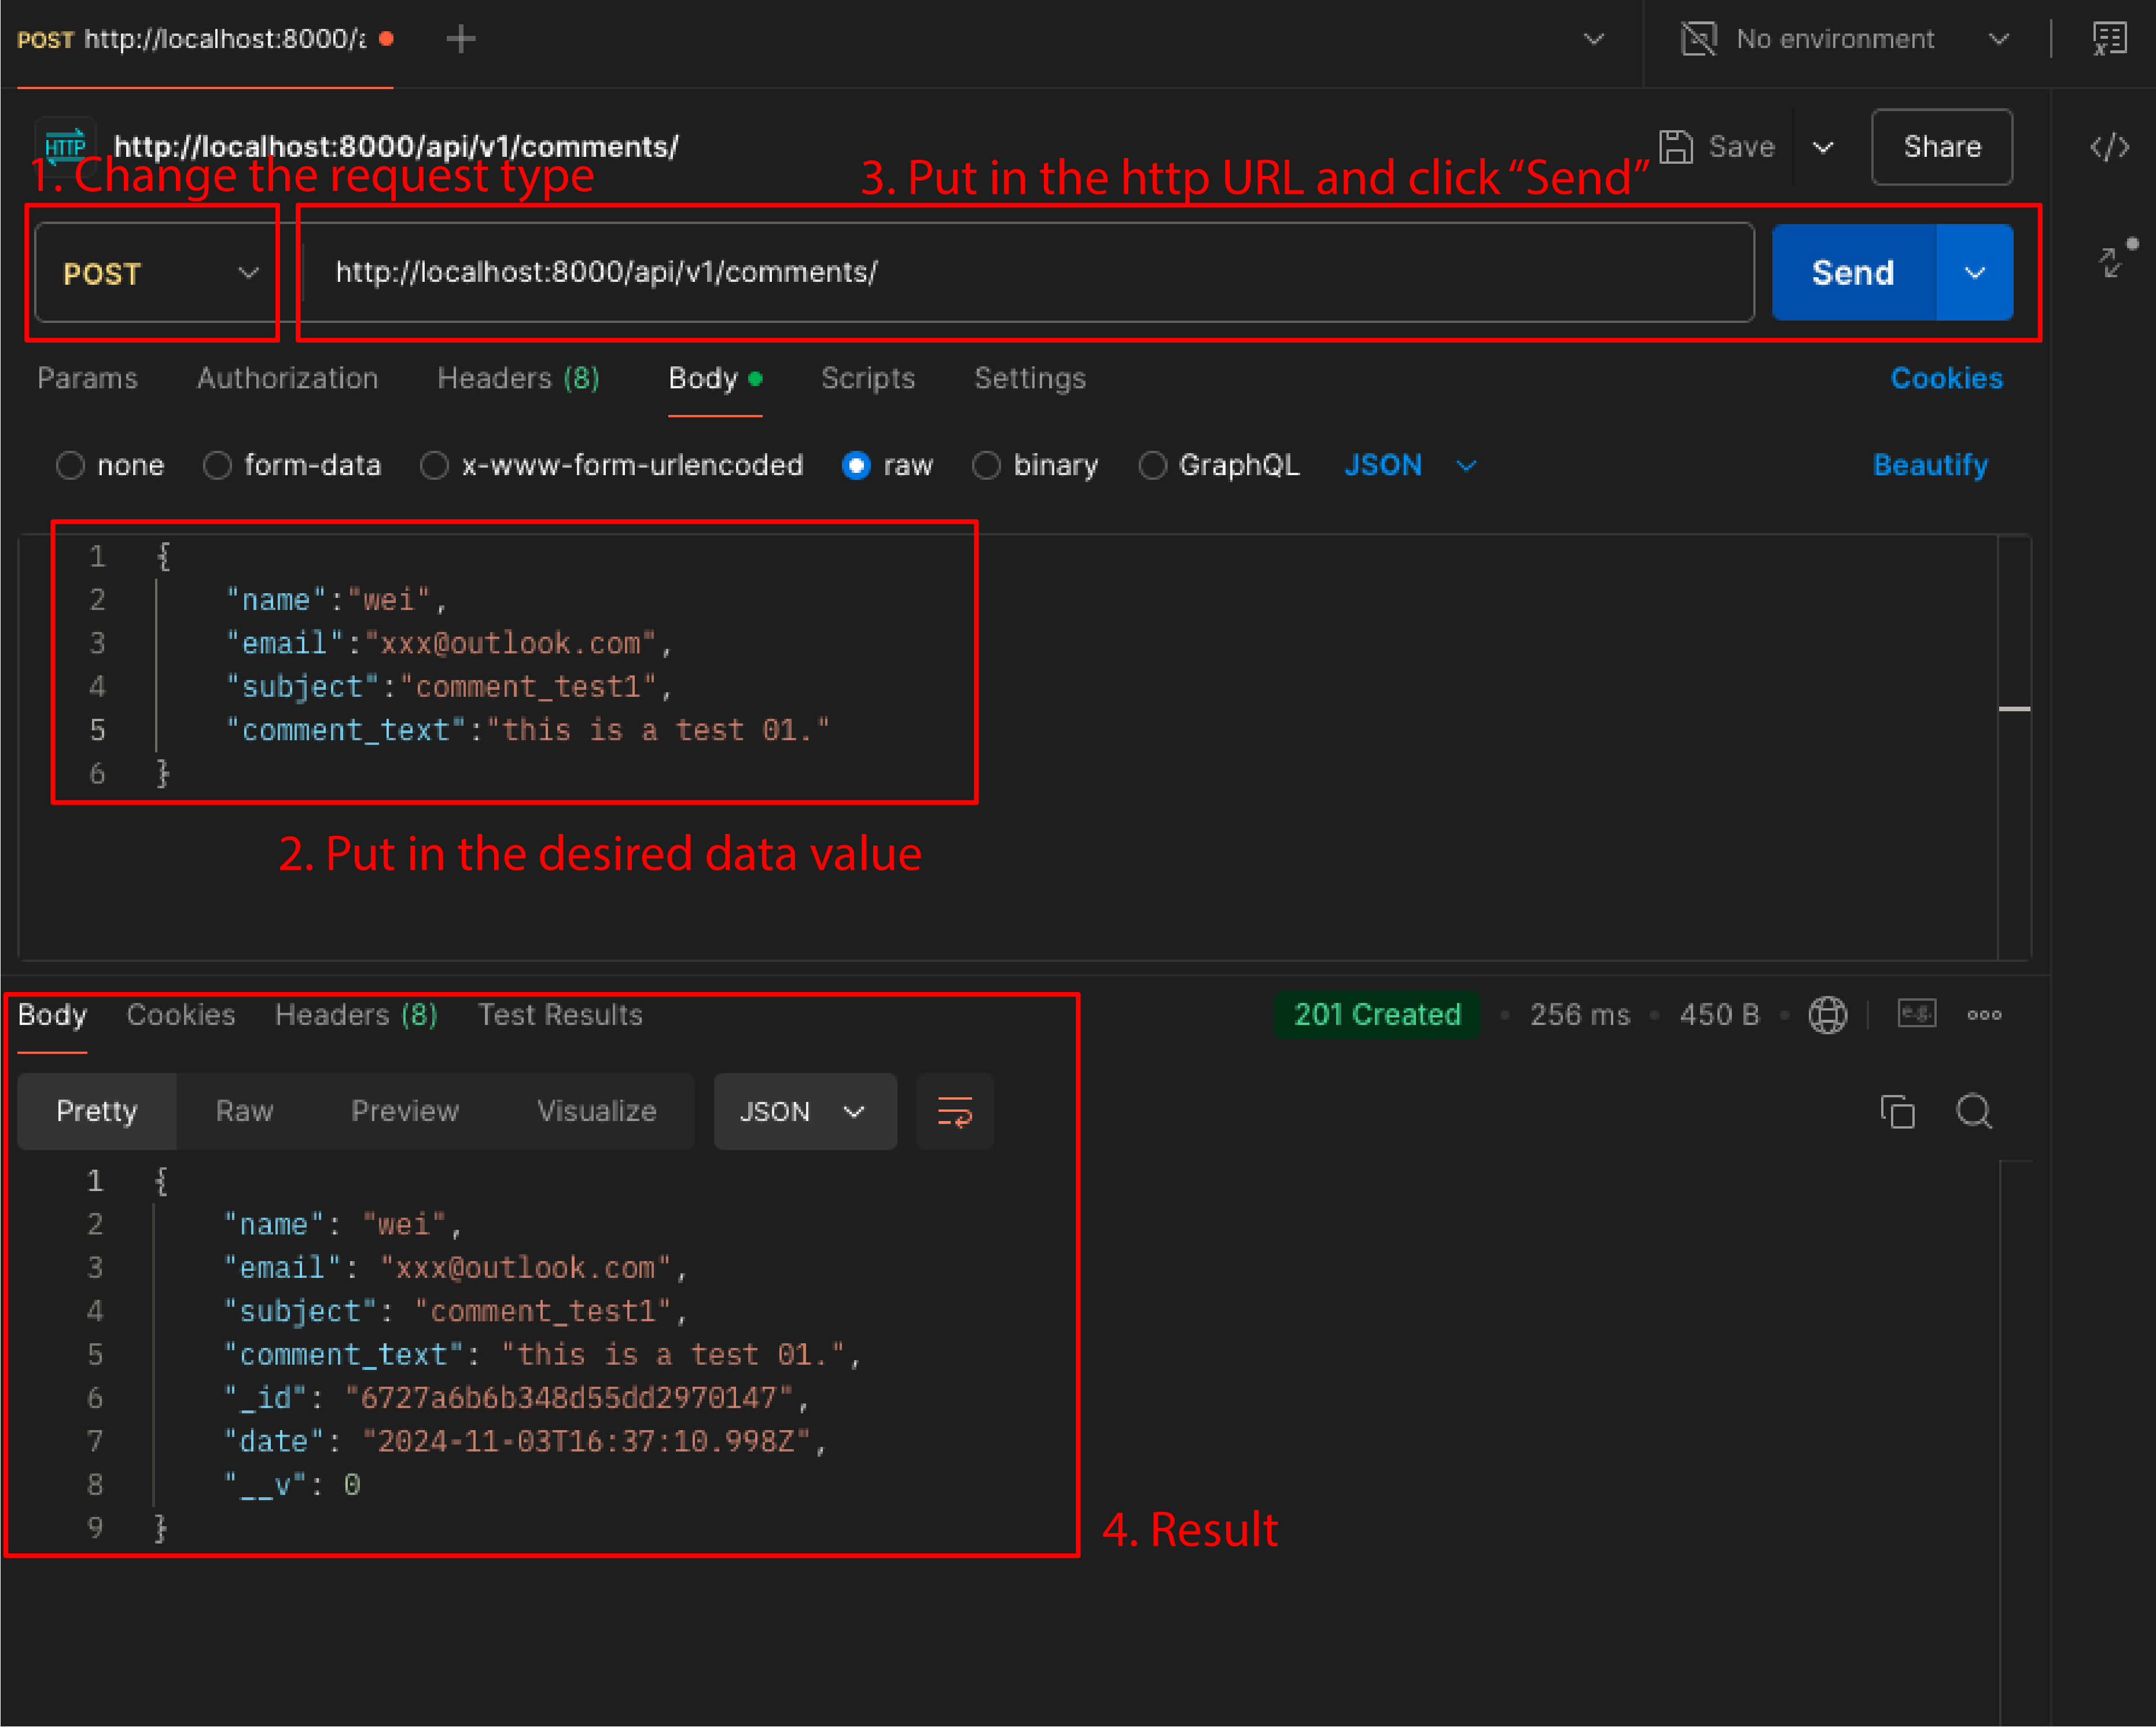 POST http://localhost:8000/a
No environment
HTTP http://localhost:8000/api/v1/comments/
Save
Share
1. Change the request type
3. Put in the http URL and click “Send”
POST
http://localhost:8000/api/v1/comments/
Send
Params Authorization Headers (8) Body Scripts Settings Cookies
none form-data x-www-form-urlencoded raw binary GraphQL JSON Beautify
1 {
2 "name":"wei",
3 "email":"xxx@outlook.com",
4 "subject":"comment_test1",
5 "comment_text":"this is a test 01."
6 }
2. Put in the desired data value
Body Cookies Headers (8) Test Results 201 Created 256 ms 450 B e.g.
Pretty Raw Preview Visualize JSON
1 {
2 "name": "wei",
3 "email": "xxx@outlook.com",
4 "subject": "comment_test1",
5 "comment_text": "this is a test 01.",
6 "_id": "6727a6b6b348d55dd2970147",
7 "date": "2024-11-03T16:37:10.998Z",
8 "__v": 0
9 }
4. Result